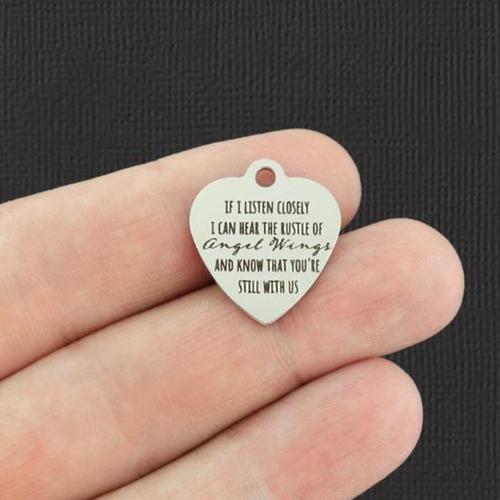 IF I LISTEN CLOSELY
I CAN HEAR THE RUSTLE OF
Angel Wings
AND KNOW THAT YOU'RE
STILL WITH US